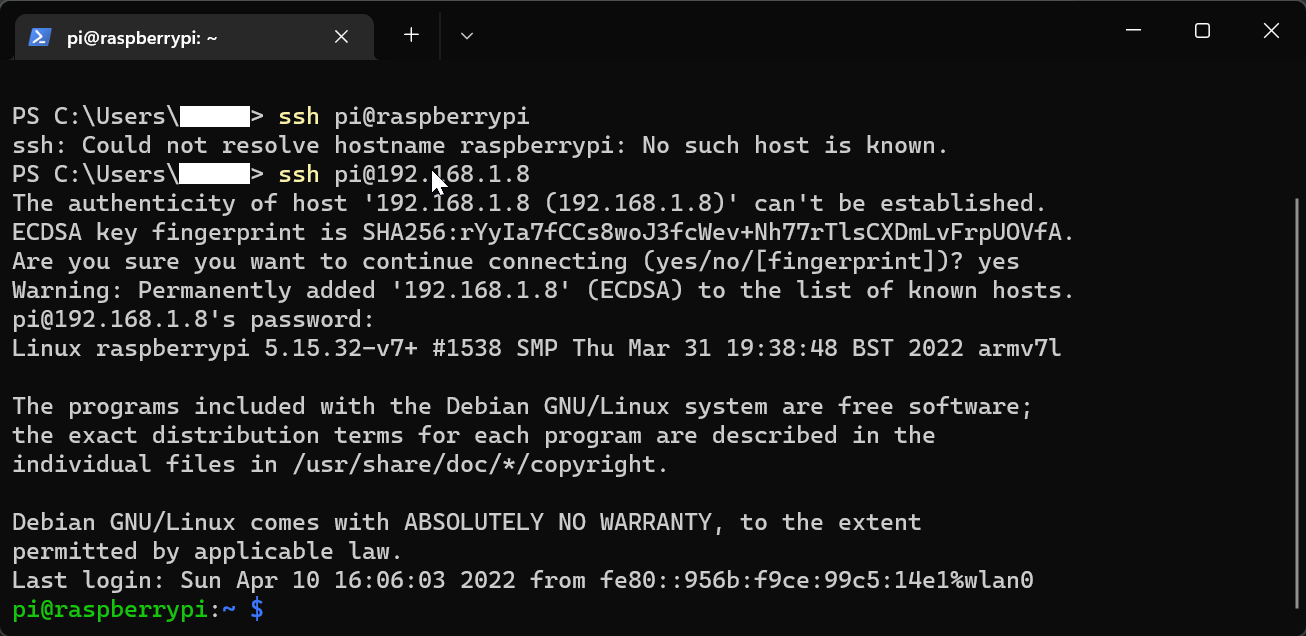 pi@raspberrypi: ~
PS C:\Users\> ssh pi@raspberrypi
ssh: Could not resolve hostname raspberrypi: No such host is known.
PS C:\Users\> ssh pi@192.168.1.8
The authenticity of host '192.168.1.8 (192.168.1.8)' can't be established.
ECDSA key fingerprint is SHA256:rYyIa7fCCs8woJ3fcWev+Nh77rTlsCXDmLvFrpUOVfA.
Are you sure you want to continue connecting (yes/no/[fingerprint])? yes
Warning: Permanently added '192.168.1.8' (ECDSA) to the list of known hosts.
pi@192.168.1.8's password:
Linux raspberrypi 5.15.32-v7+ #1538 SMP Thu Mar 31 19:38:48 BST 2022 armv7l
The programs included with the Debian GNU/Linux system are free software;
the exact distribution terms for each program are described in the
individual files in /usr/share/doc/*/copyright.
Debian GNU/Linux comes with ABSOLUTELY NO WARRANTY, to the extent
permitted by applicable law.
Last login: Sun Apr 10 16:06:03 2022 from fe80::956b:f9ce:99c5:14e1%wlan0
pi@raspberrypi:~ $